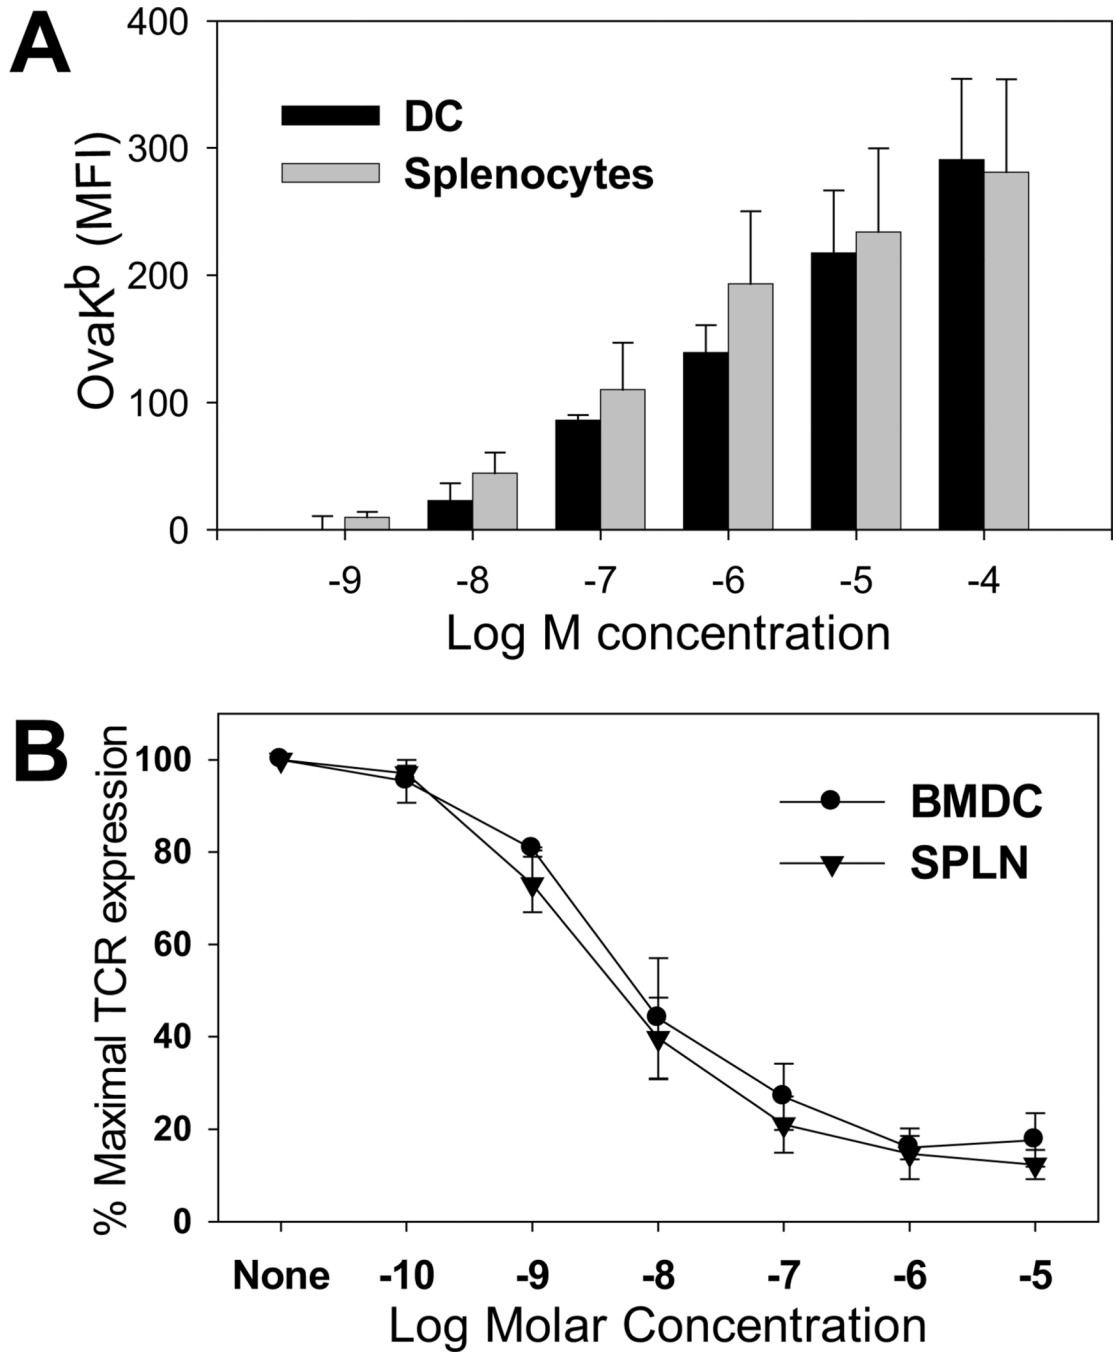 A
400
300
200
100
0
OvaKb (MFI)
DC
Splenocytes
-9 -8 -7 -6 -5 -4
Log M concentration
B
100
80
60
40
20
0
% Maximal TCR expression
BMDC
SPLN
None -10 -9 -8 -7 -6 -5
Log Molar Concentration